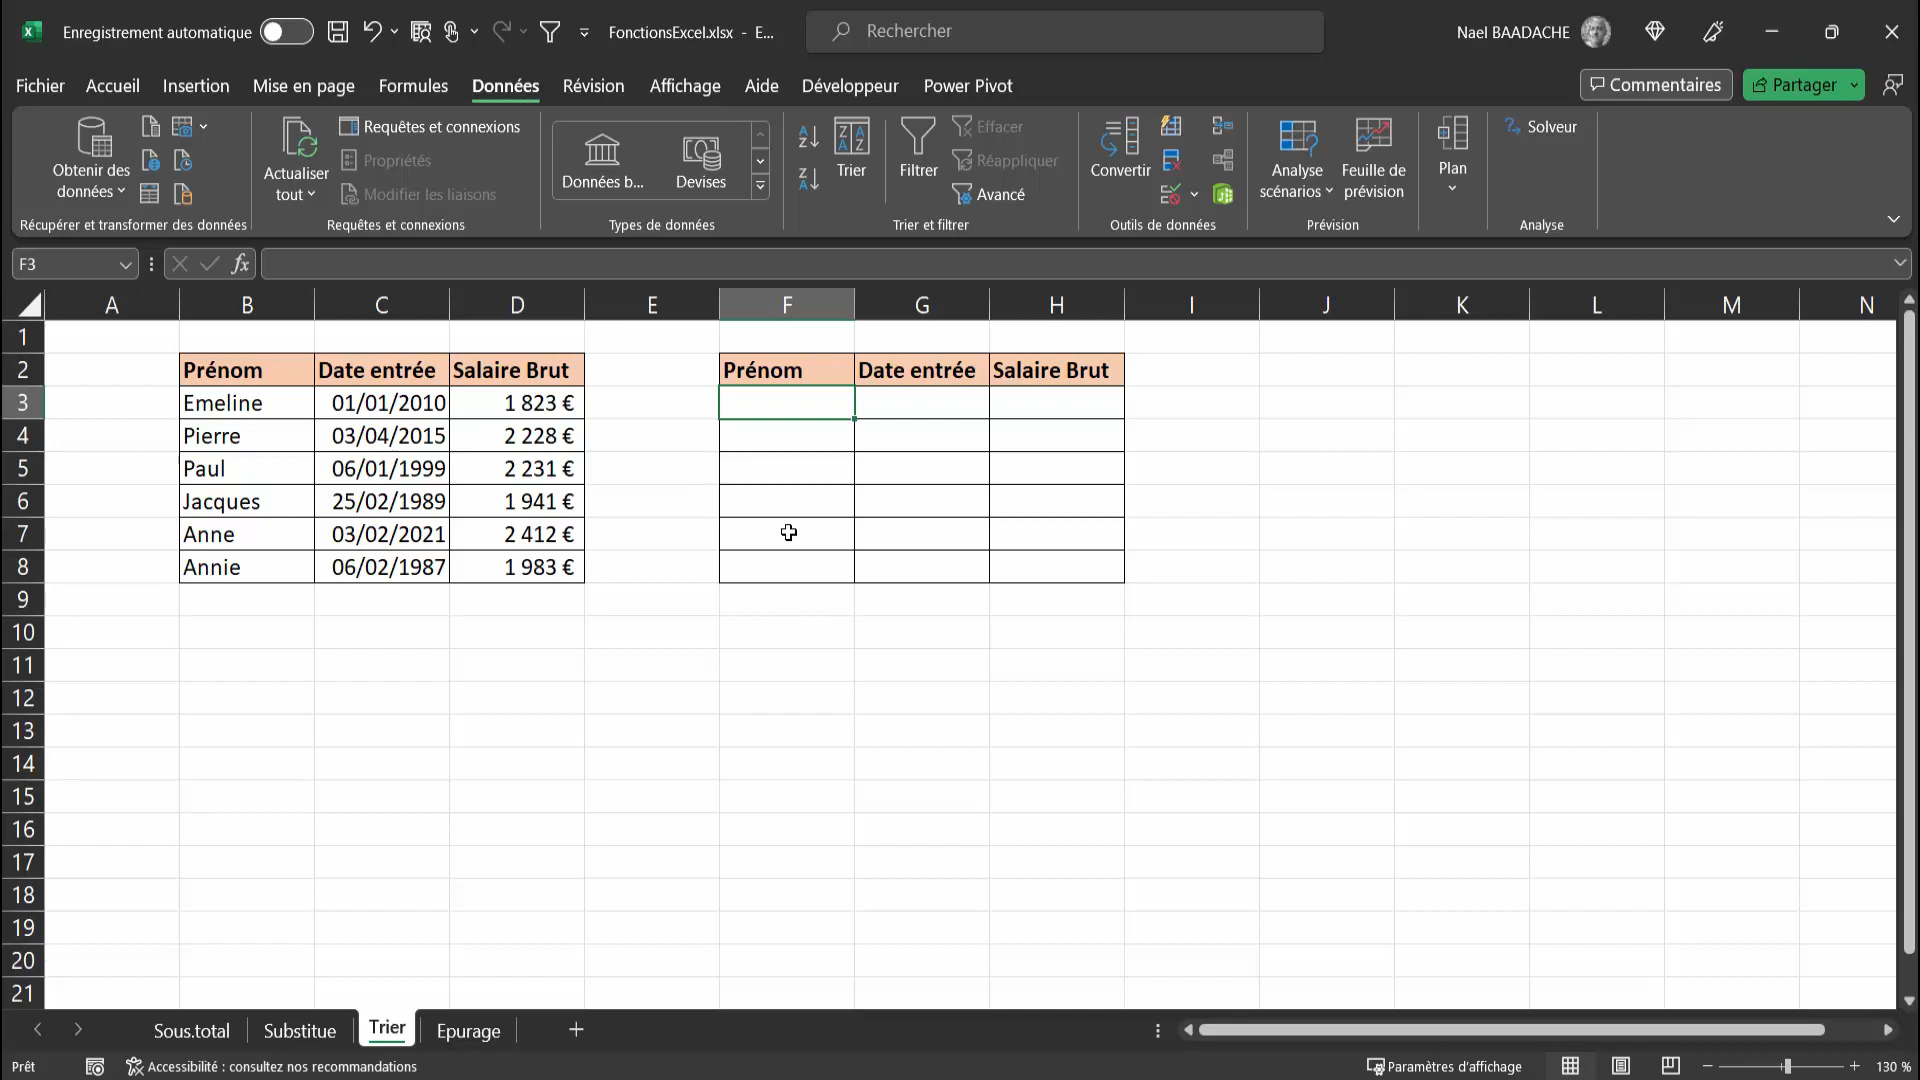 Enregistrement automatique
FonctionsExcel.xlsx - E...
Rechercher
Nael BAADACHE
Fichier Accueil Insertion Mise en page Formules Données Révision Affichage Aide Développeur Power Pivot
Commentaires
Partager
Obtenir des données
Récupérer et transformer des données
Actualiser tout
Requêtes et connexions
Propriétés
Modifier les liaisons
Requêtes et connexions
Données b...
Devises
Types de données
Trier
Filtrer
Effacer
Réappliquer
Avancé
Trier et filtrer
Convertir
Outils de données
Analyse scénarios
Feuille de prévision
Prévision
Plan
Solveur
Analyse
F3
fx
A B C D E F G H I J K L M N
1
2 Prénom Date entrée Salaire Brut Prénom Date entrée Salaire Brut
3 Emeline 01/01/2010 1 823 €
4 Pierre 03/04/2015 2 228 €
5 Paul 06/01/1999 2 231 €
6 Jacques 25/02/1989 1 941 €
7 Anne 03/02/2021 2 412 €
8 Annie 06/02/1987 1 983 €
9
10
11
12
13
14
15
16
17
18
19
20
21
Sous.total Substitue Trier Epurage
Prêt
Accessibilité : consultez nos recommandations
Paramètres d'affichage
130 %